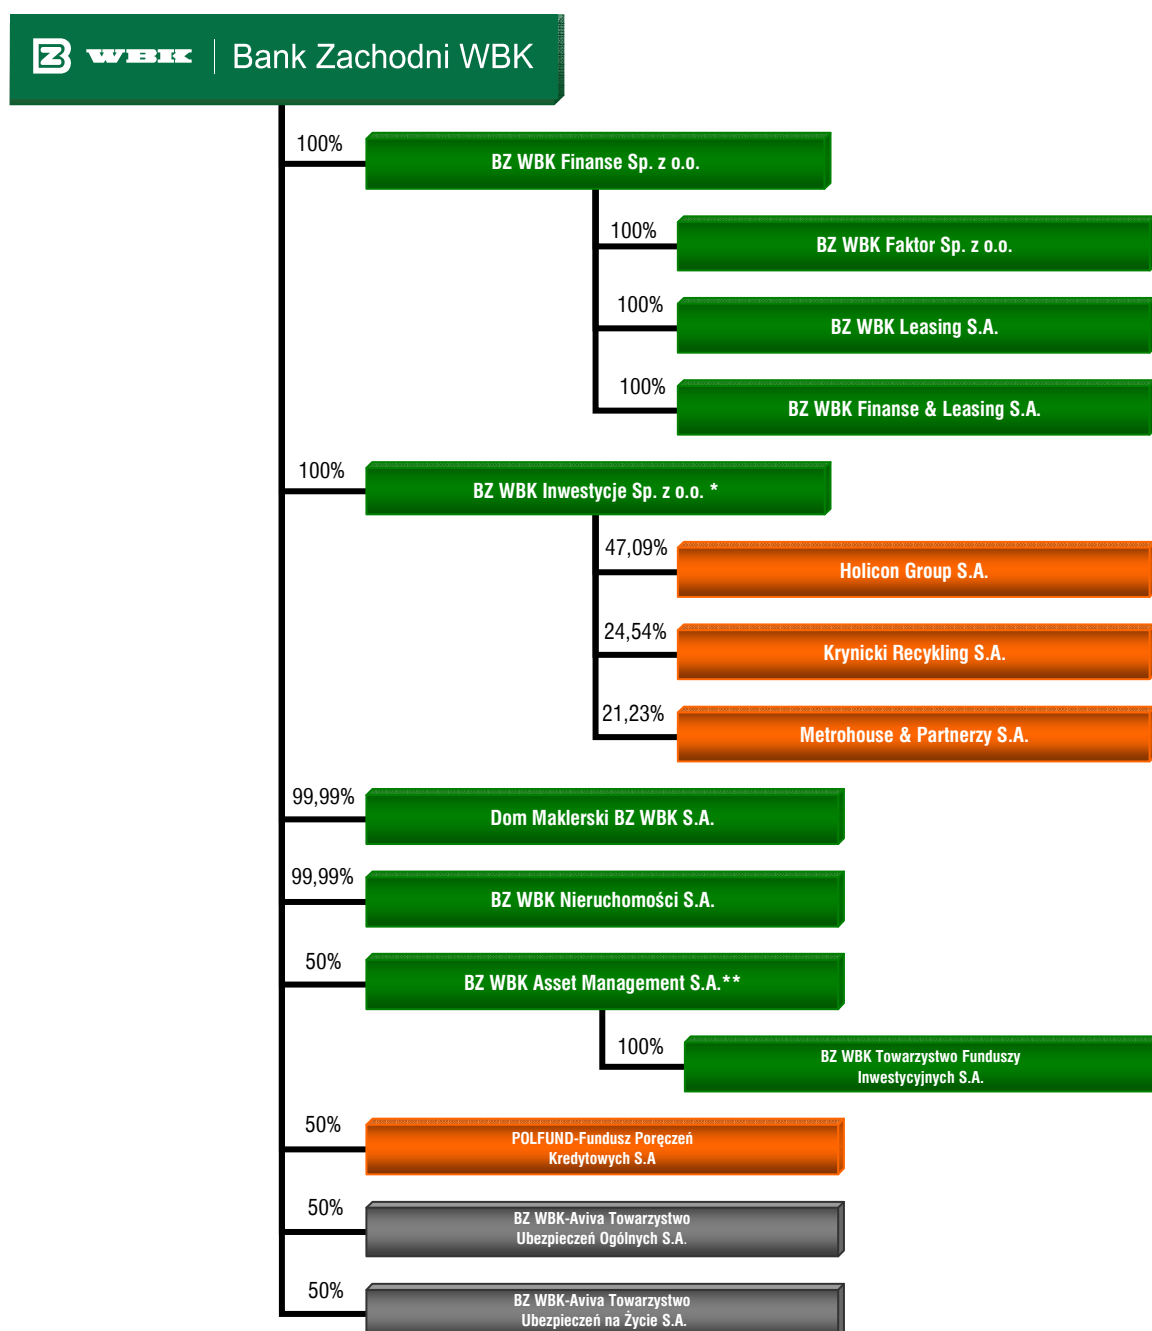 Z WBK Bank Zachodni WBK
100%
BZ WBK Finanse Sp. z o.o.
100%
BZ WBK Faktor Sp. z o.o.
100%
BZ WBK Leasing S.A.
100%
BZ WBK Finanse & Leasing S.A.
100%
BZ WBK Inwestycje Sp. z o.o. *
47,09%
Holicon Group S.A.
24,54%
Krynicki Recykling S.A.
21,23%
Metrohouse & Partnerzy S.A.
99,99%
Dom Maklerski BZ WBK S.A.
99,99%
BZ WBK Nieruchomości S.A.
50%
BZ WBK Asset Management S.A.**
100%
BZ WBK Towarzystwo Funduszy
Inwestycyjnych S.A.
50%
POLFUND-Fundusz Poręczeń
Kredytowych S.A
50%
BZ WBK-Aviva Towarzystwo
Ubezpieczeń Ogólnych S.A.
50%
BZ WBK-Aviva Towarzystwo
Ubezpieczeń na Życie S.A.